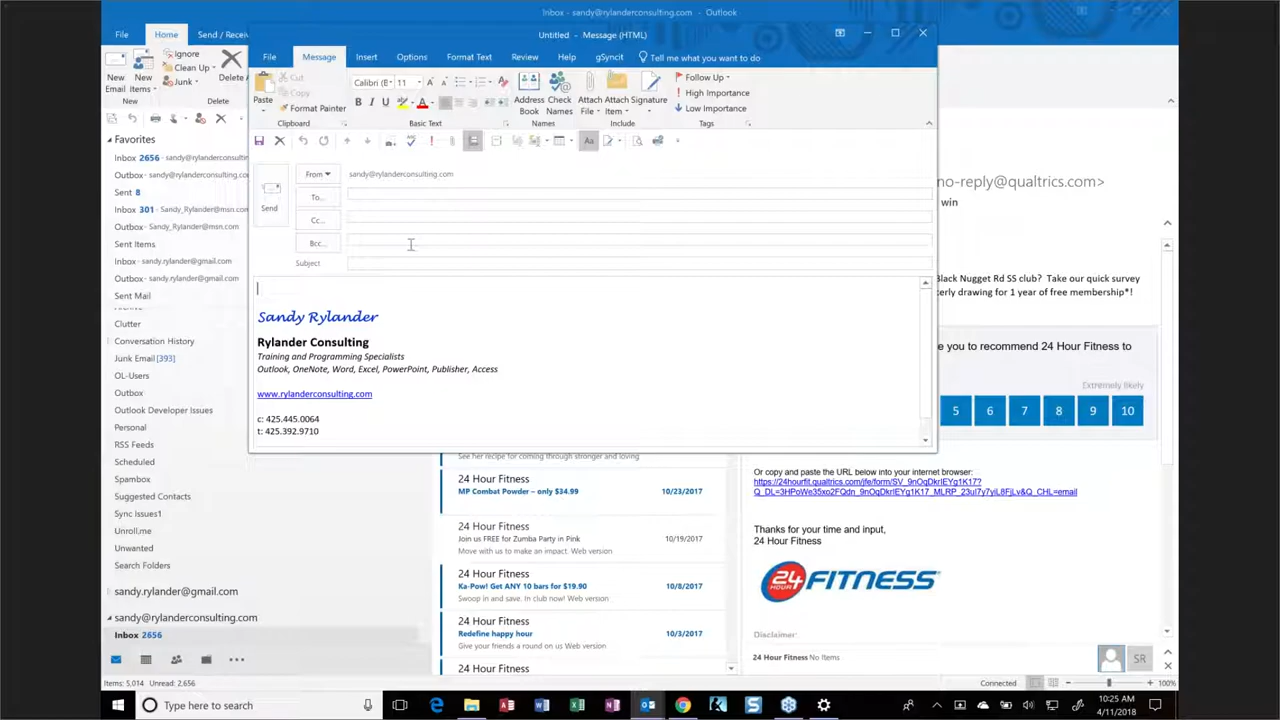 Inbox - sandy@rylanderconsulting.com - Outlook
File Home Send / Receiv
Untitled - Message (HTML)
File Message Insert Options Format Text Review Help gSyncit Tell me what you want to do
New Email
New Items
Ignore
Clean Up
Junk
Delete
New Delete
Paste
Cut
Copy
Format Painter
Clipboard
Calibri (B 11
B I U
Basic Text
Address Book
Check Names
Names
Attach File
Attach Item
Signature
Include
Follow Up
High Importance
Low Importance
Tags
Favorites
Inbox 2656 - sandy@rylanderconsultin
Outbox - sandy@rylanderconsulting.co
Sent 8
Inbox 301 - Sandy_Rylander@msn.com
Outbox - Sandy_Rylander@msn.com
Sent Items
Inbox - sandy.rylander@gmail.com
Outbox - sandy.rylander@gmail.com
Sent Mail
Archive
Clutter
Conversation History
Junk Email [393]
OL-Users
Outbox
Outlook Developer Issues
Personal
RSS Feeds
Scheduled
Spambox
Suggested Contacts
Sync Issues1
Unroll.me
Unwanted
Search Folders
sandy.rylander@gmail.com
sandy@rylanderconsulting.com
Inbox 2656
Send
From sandy@rylanderconsulting.com
To...
Cc...
Bcc...
Subject
Sandy Rylander
Rylander Consulting
Training and Programming Specialists
Outlook, OneNote, Word, Excel, PowerPoint, Publisher, Access
www.rylanderconsulting.com
c: 425.445.0064
t: 425.392.9710
See her recipe for coming through stronger and loving
24 Hour Fitness
MP Combat Powder – only $34.99 10/23/2017
24 Hour Fitness
Join us FREE for Zumba Party in Pink 10/19/2017
Move with us to make an impact. Web version
24 Hour Fitness
Ka-Pow! Get ANY 10 bars for $19.90 10/8/2017
Swoop in and save. In club now! Web version
24 Hour Fitness
Redefine happy hour 10/3/2017
Give your friends a round on us Web version
24 Hour Fitness
no-reply@qualtrics.com>
win
Black Nugget Rd SS club? Take our quick survey
erly drawing for 1 year of free membership*!
e you to recommend 24 Hour Fitness to
Extremely likely
5 6 7 8 9 10
Or copy and paste the URL below into your internet browser:
Thanks for your time and input,
24 Hour Fitness
24 HOUR FITNESS
Disclaimer:
24 Hour Fitness No Items
SR
Items: 5,014 Unread: 2,656
Connected
100%
Type here to search
10:25 AM
4/11/2018